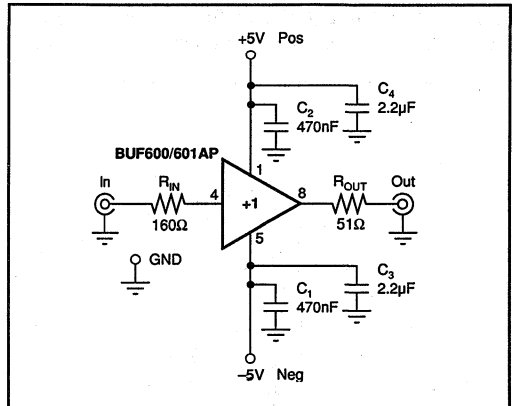 +5V Pos
C4
2.2µF
C2
470nF
BUF600/601AP
1
In
RIN
4
+1
8
ROUT
Out
160Ω
51Ω
5
GND
C3
2.2µF
C1
470nF
–5V Neg